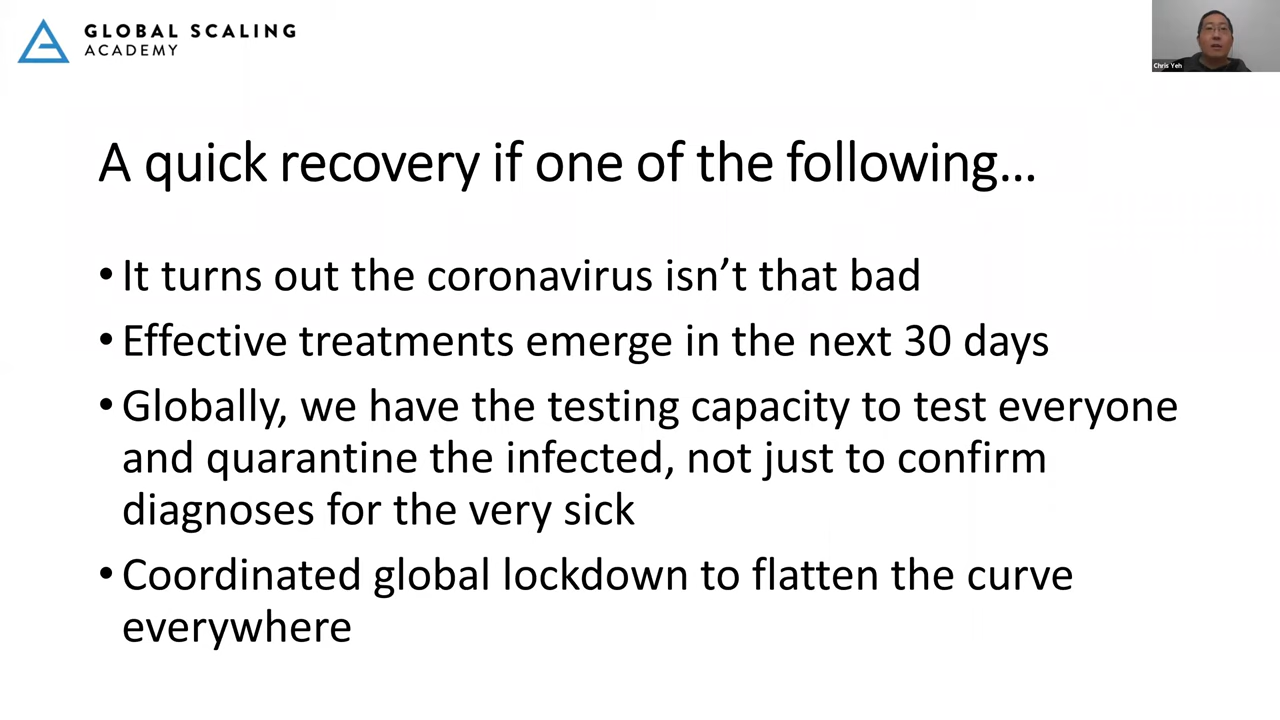 GLOBAL SCALING
ACADEMY
Chris Yeh
A quick recovery if one of the following...
• It turns out the coronavirus isn’t that bad
• Effective treatments emerge in the next 30 days
• Globally, we have the testing capacity to test everyone
and quarantine the infected, not just to confirm
diagnoses for the very sick
• Coordinated global lockdown to flatten the curve
everywhere